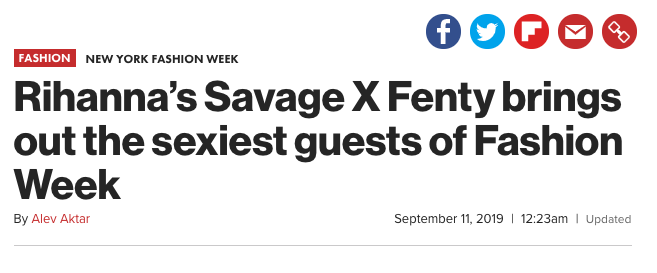 FASHION NEW YORK FASHION WEEK
Rihanna’s Savage X Fenty brings
out the sexiest guests of Fashion
Week
By Alev Aktar September 11, 2019 | 12:23am | Updated